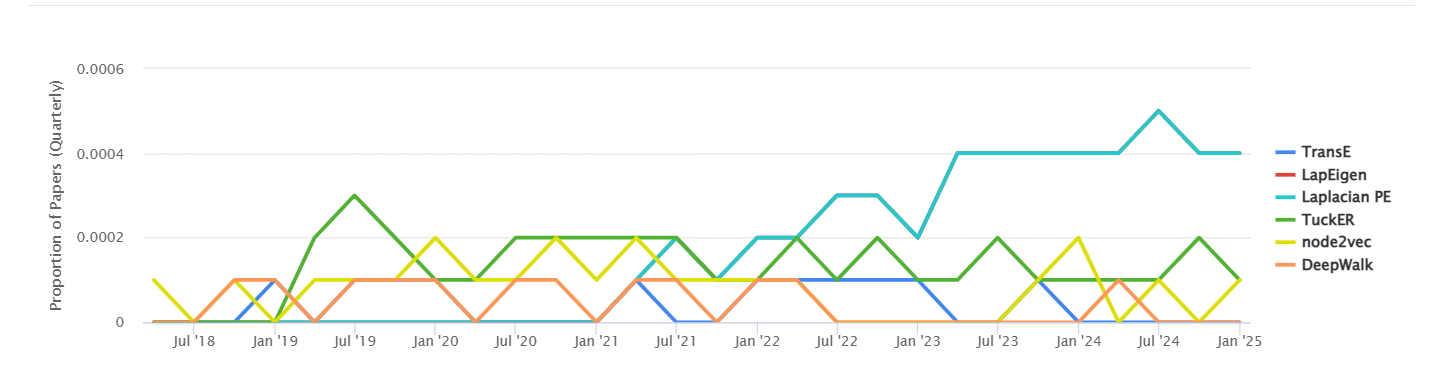 Proportion of Papers (Quarterly)
0.0006
0.0004
0.0002
0
Jul '18
Jan '19
Jul '19
Jan '20
Jul '20
Jan '21
Jul '21
Jan '22
Jul '22
Jan '23
Jul '23
Jan '24
Jul '24
Jan '25
TransE
LapEigen
Laplacian PE
TuckER
node2vec
DeepWalk